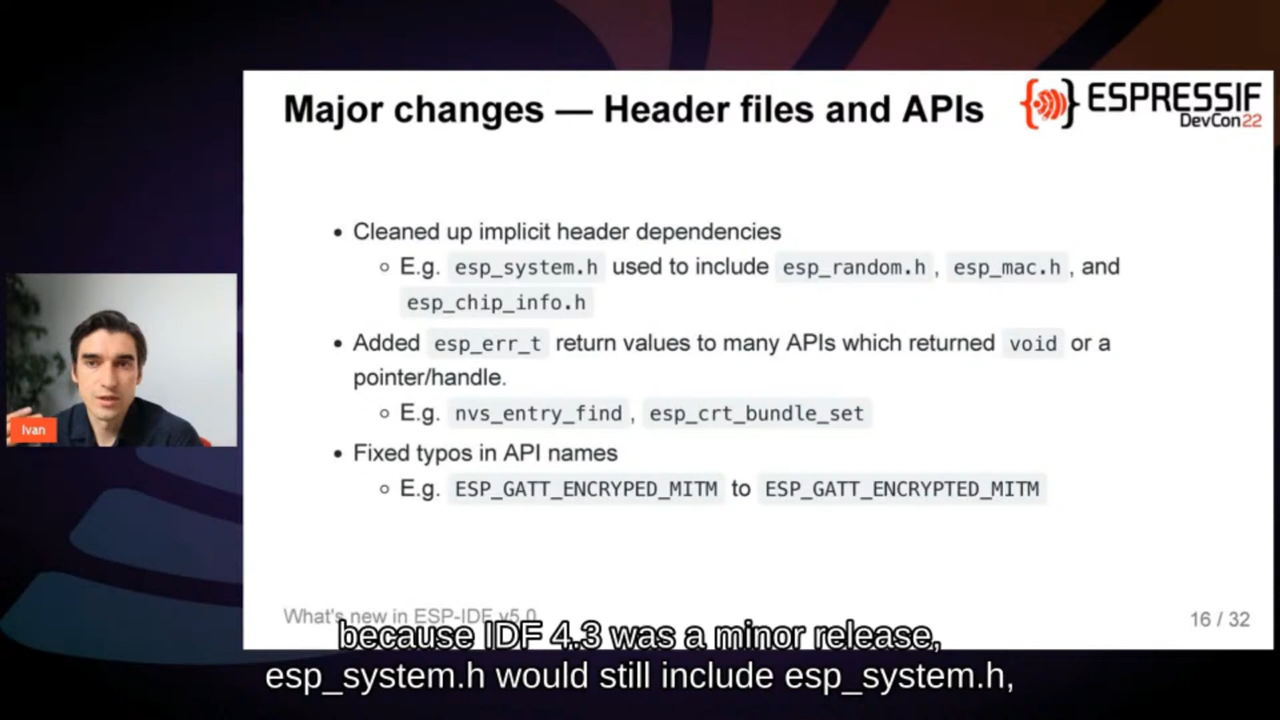 Major changes — Header files and APIs
{ } ESPRESSIF
DevCon22
• Cleaned up implicit header dependencies
◦ E.g. esp_system.h used to include esp_random.h , esp_mac.h , and
esp_chip_info.h
• Added esp_err_t return values to many APIs which returned void or a
pointer/handle.
◦ E.g. nvs_entry_find , esp_crt_bundle_set
• Fixed typos in API names
◦ E.g. ESP_GATT_ENCRYPED_MITM to ESP_GATT_ENCRYPTED_MITM
Ivan
What's new in ESP-IDF v5.0
16 / 32
because IDF 4.3 was a minor release,
esp_system.h would still include esp_system.h,